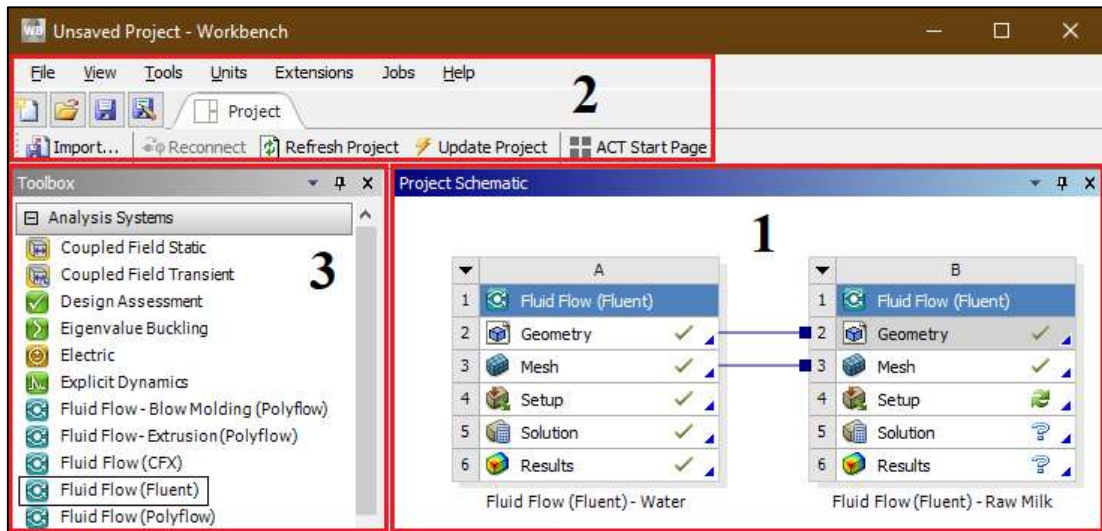 Unsaved Project - Workbench
File View Tools Units Extensions Jobs Help
2
Project
Import... Reconnect Refresh Project Update Project ACT Start Page
Toolbox
Analysis Systems
Coupled Field Static
Coupled Field Transient
3
Design Assessment
Eigenvalue Buckling
Electric
Explicit Dynamics
Fluid Flow - Blow Molding (Polyflow)
Fluid Flow - Extrusion (Polyflow)
Fluid Flow (CFX)
Fluid Flow (Fluent)
Fluid Flow (Polyflow)
Project Schematic
1
A
1 Fluid Flow (Fluent)
2 Geometry
3 Mesh
4 Setup
5 Solution
6 Results
Fluid Flow (Fluent) - Water
B
1 Fluid Flow (Fluent)
2 Geometry
3 Mesh
4 Setup
5 Solution
6 Results
Fluid Flow (Fluent) - Raw Milk